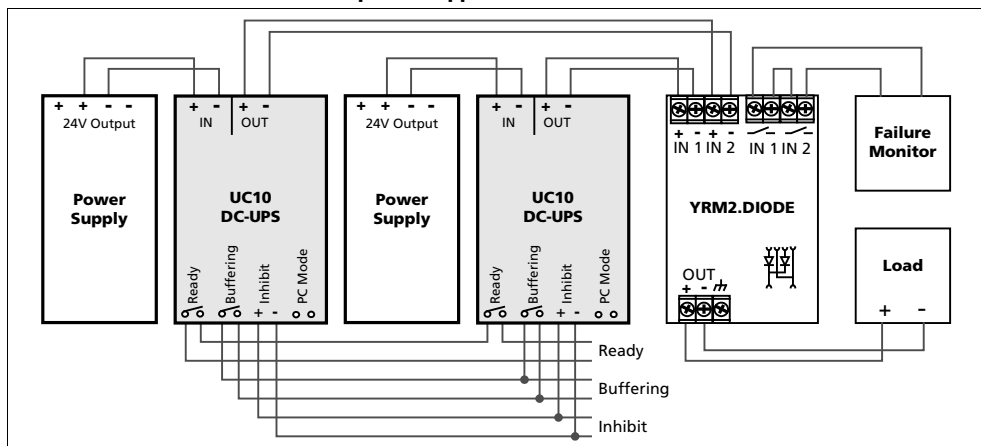 + + - -
24V Output
Power
Supply
+ - + -
IN OUT
UC10
DC-UPS
Ready
Buffering
Inhibit
PC Mode
+ -
+ + - -
24V Output
Power
Supply
+ - + -
IN OUT
UC10
DC-UPS
Ready
Buffering
Inhibit
PC Mode
+ -
+ - + -
IN 1 IN 2 IN 1 IN 2
YRM2.DIODE
OUT
+ -
Failure
Monitor
Load
+ -
Ready
Buffering
Inhibit